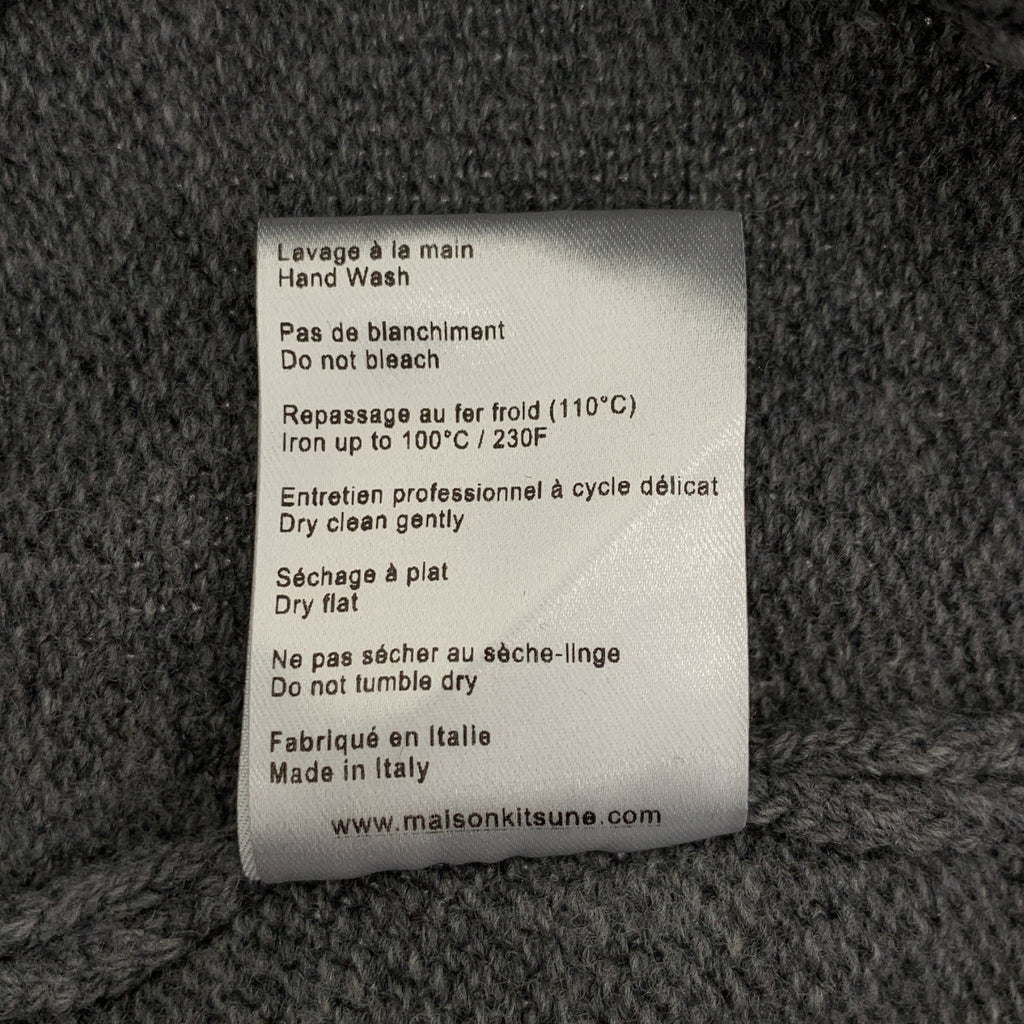 Lavage à la main
Hand Wash
Pas de blanchiment
Do not bleach
Repassage au fer froid (110°C)
Iron up to 100°C / 230F
Entretien professionnel à cycle délicat
Dry clean gently
Séchage à plat
Dry flat
Ne pas sécher au sèche-linge
Do not tumble dry
Fabriqué en Italie
Made in Italy
www.maisonkitsune.com